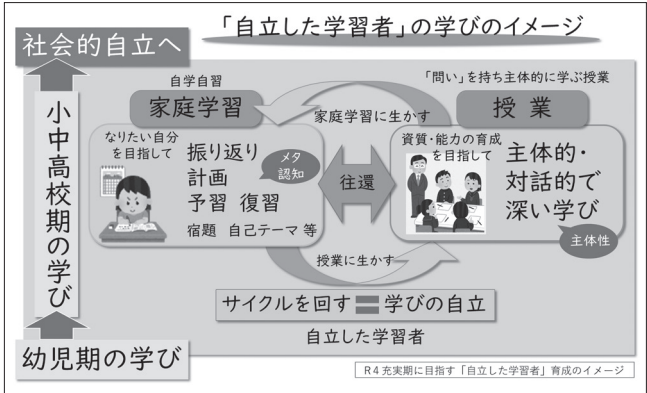 「自立した学習者」の学びのイメージ
社会的自立へ
小中高校期の学び
幼児期の学び
自学自習
家庭学習
なりたい自分
を目指して
振り返り
計画
予習 復習
宿題 自己テーマ 等
メタ
認知
家庭学習に生かす
往還
授業に生かす
「問い」を持ち主体的に学ぶ授業
授 業
資質・能力の育成
を目指して
主体的・
対話的で
深い学び
主体性
サイクルを回す=学びの自立
自立した学習者
R4充実期に目指す「自立した学習者」育成のイメージ